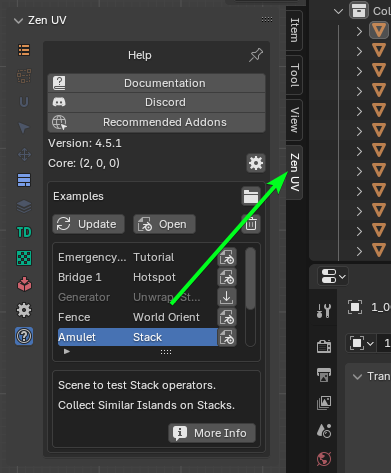 Zen UV
Help
Documentation
Discord
Recommended Addons
Version: 4.5.1
Core: (2, 0, 0)
Examples
Update
Open
Emergency... Tutorial
Bridge 1 Hotspot
Generator Unwrap St...
Fence World Orient
Amulet Stack
Scene to test Stack operators.
Collect Similar Islands on Stacks.
More Info
TD
Item
Tool
View
Zen UV
Col
1_0
1
Tran